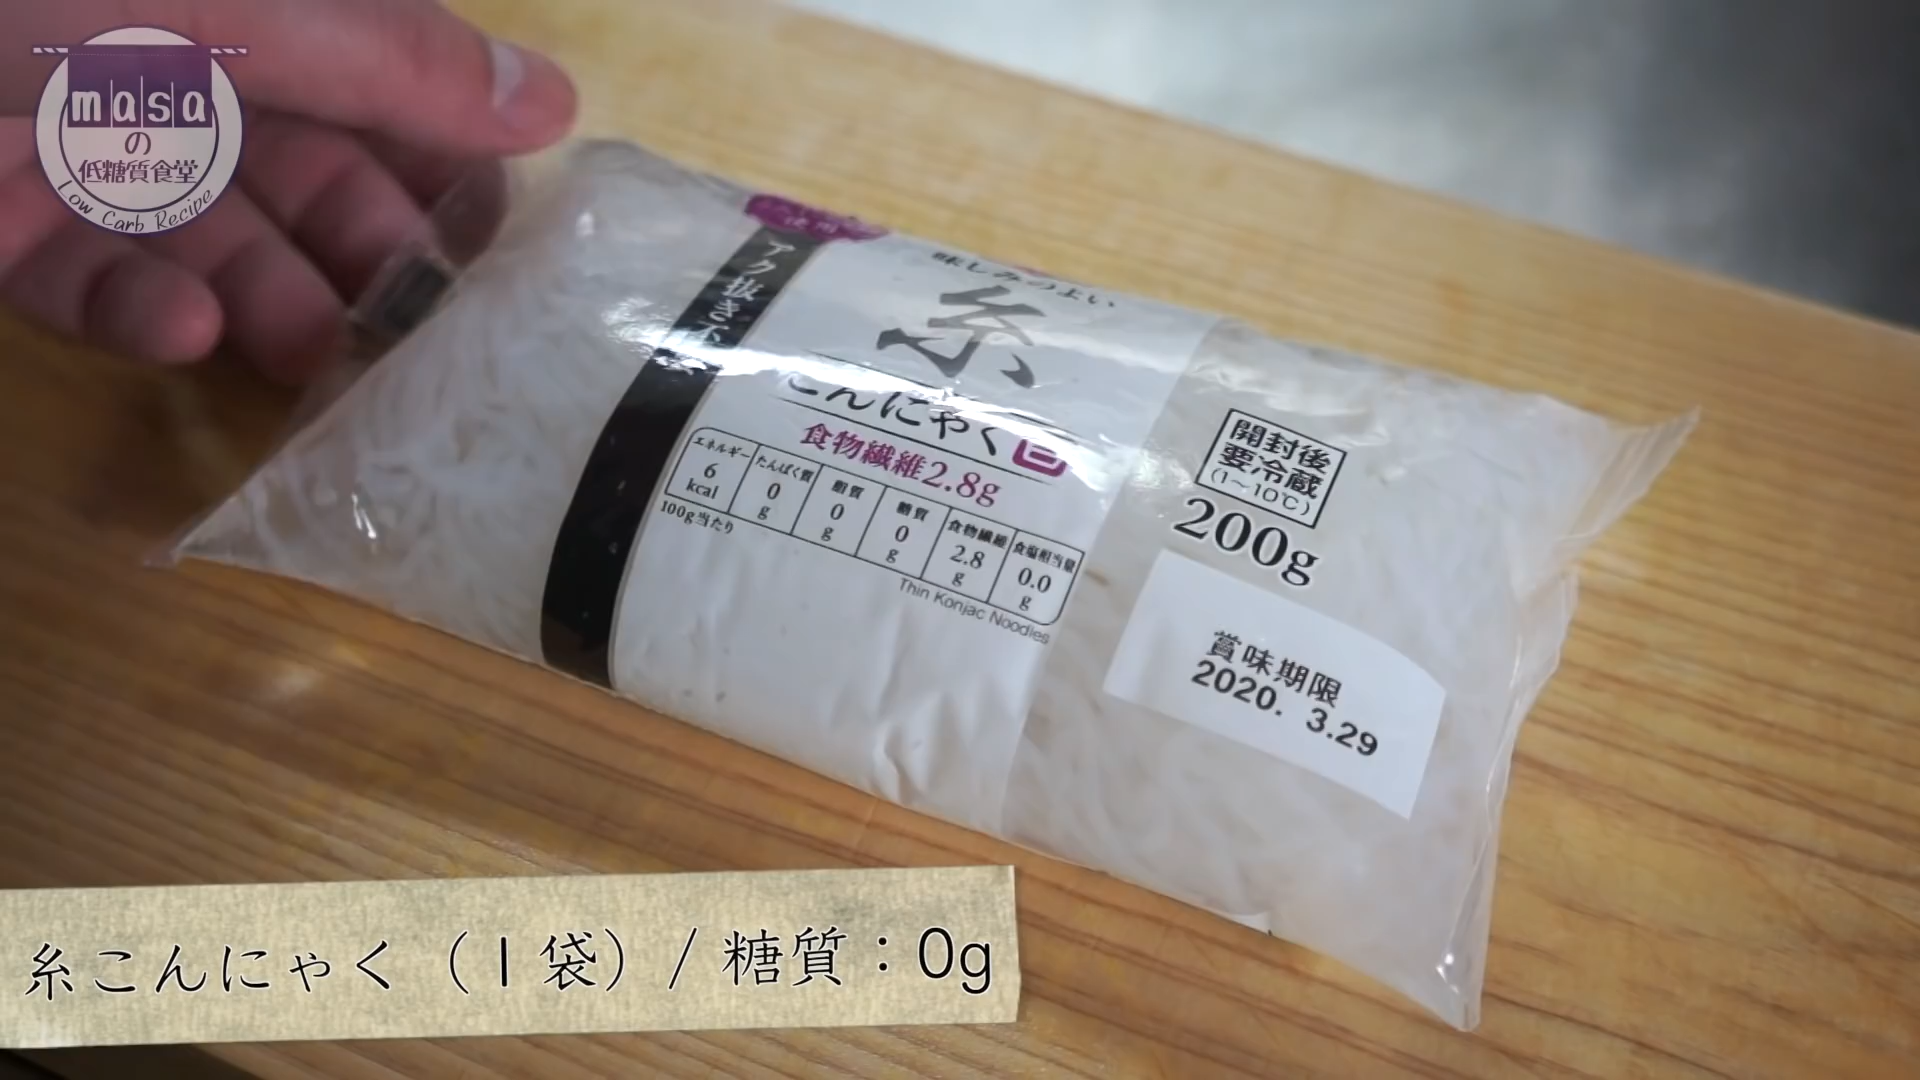 masa
の
低糖質食堂
Low Carb Recipe
使用
アク抜き不
味しみのよい
糸
こんにゃく 白
食物繊維2.8g
エネルギー たんぱく質 脂質 糖質 食物繊維 食塩相当量
6 kcal 0 g 0 g 0 g 2.8 g 0.0 g
100g当たり
Thin Konjac Noodles
開封後
要冷蔵
(1~10℃)
200g
賞味期限
2020. 3.29
糸こんにゃく（1袋）/ 糖質：0g